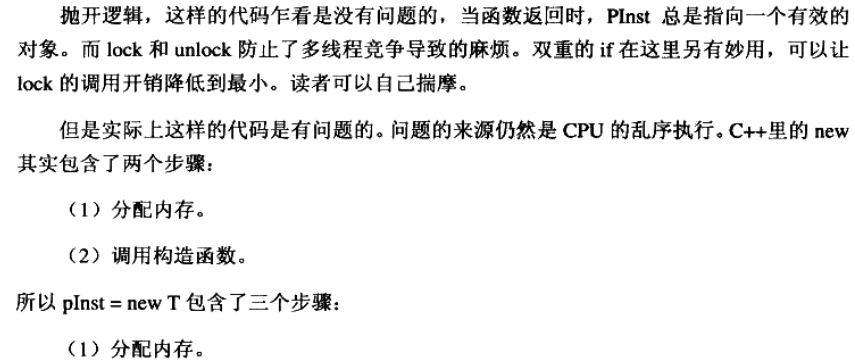 抛开逻辑，这样的代码乍看是没有问题的，当函数返回时，PInst 总是指向一个有效的
对象。而 lock 和 unlock 防止了多线程竞争导致的麻烦。双重的 if 在这里另有妙用，可以让
lock 的调用开销降低到最小。读者可以自己揣摩。
但是实际上这样的代码是有问题的。问题的来源仍然是 CPU 的乱序执行。C++里的 new
其实包含了两个步骤：
（1）分配内存。
（2）调用构造函数。
所以 pInst = new T 包含了三个步骤：
（1）分配内存。